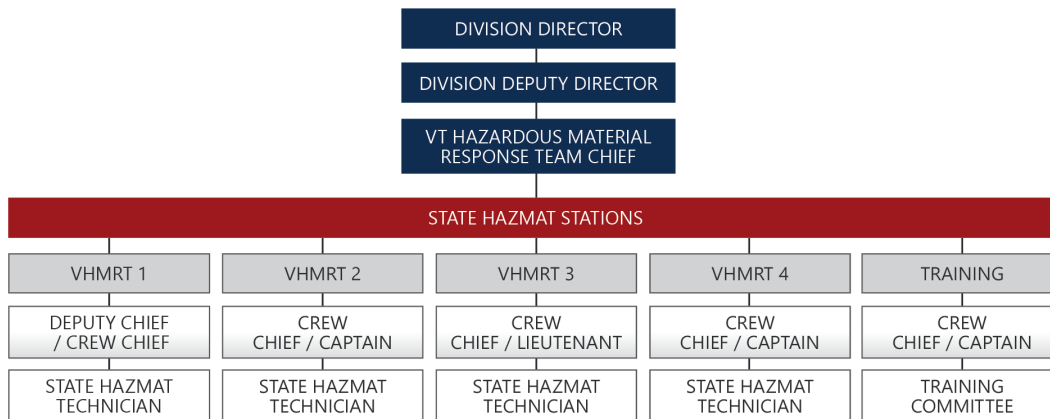 DIVISION DIRECTOR
DIVISION DEPUTY DIRECTOR
VT HAZARDOUS MATERIAL
RESPONSE TEAM CHIEF
STATE HAZMAT STATIONS
VHMRT 1
VHMRT 2
VHMRT 3
VHMRT 4
TRAINING
DEPUTY CHIEF
/ CREW CHIEF
CREW
CHIEF / CAPTAIN
CREW
CHIEF / LIEUTENANT
CREW
CHIEF / CAPTAIN
CREW
CHIEF / CAPTAIN
STATE HAZMAT
TECHNICIAN
STATE HAZMAT
TECHNICIAN
STATE HAZMAT
TECHNICIAN
STATE HAZMAT
TECHNICIAN
TRAINING
COMMITTEE